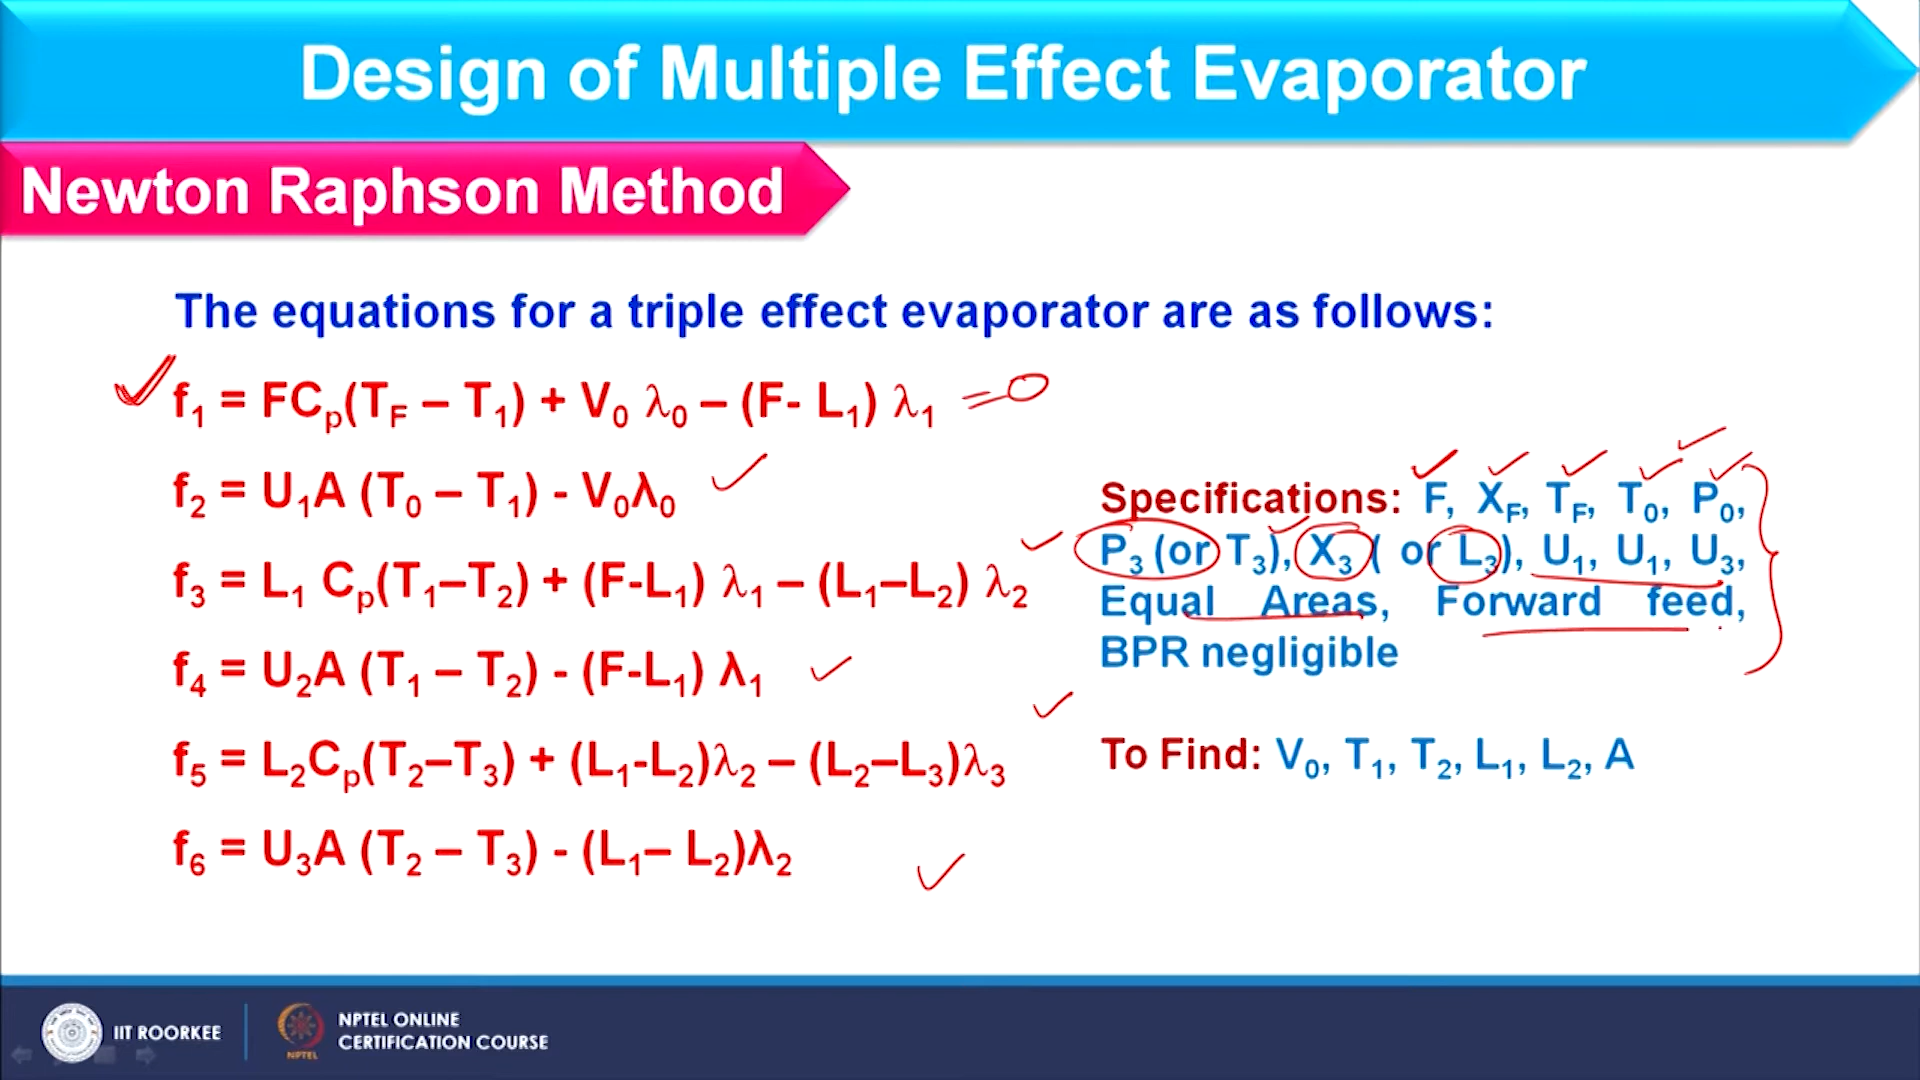 Design of Multiple Effect Evaporator
Newton Raphson Method
The equations for a triple effect evaporator are as follows:
f₁ = FCₚ(T_F – T₁) + V₀ λ₀ – (F- L₁) λ₁ =0
f₂ = U₁A (T₀ – T₁) - V₀λ₀
f₃ = L₁ Cₚ(T₁–T₂) + (F-L₁) λ₁ – (L₁–L₂) λ₂
f₄ = U₂A (T₁ – T₂) - (F-L₁) λ₁
f₅ = L₂Cₚ(T₂–T₃) + (L₁-L₂)λ₂ – (L₂–L₃)λ₃
f₆ = U₃A (T₂ – T₃) - (L₁– L₂)λ₂
Specifications: F, X_F, T_F, T₀, P₀,
P₃ (or T₃), X₃ ( or L₃), U₁, U₁, U₃,
Equal Areas, Forward feed,
BPR negligible
To Find: V₀, T₁, T₂, L₁, L₂, A
IIT ROORKEE
NPTEL
NPTEL ONLINE
CERTIFICATION COURSE